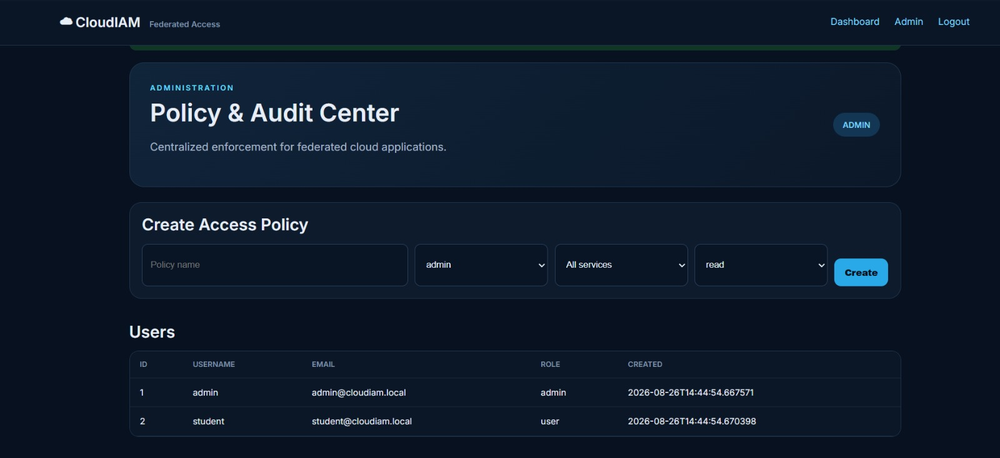 CloudIAM Federated Access Dashboard Admin Logout
ADMINISTRATION
Policy & Audit Center
ADMIN
Centralized enforcement for federated cloud applications.
Create Access Policy
Policy name admin All services read Create
Users
ID USERNAME EMAIL ROLE CREATED
1 admin admin@cloudiam.local admin 2026-08-26T14:44:54.667571
2 student student@cloudiam.local user 2026-08-26T14:44:54.670398